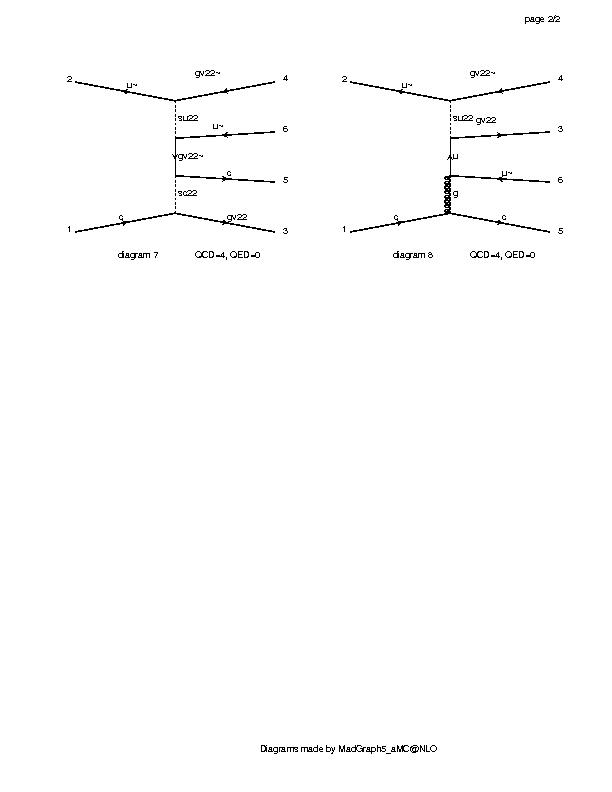 page 2/2
2
u~
gv22~
4
su22
u~
6
gv22~
c
5
sc22
c
gv22
1
3
diagram 7
QCD=4, QED=0
2
u~
gv22~
4
su22
gv22
3
u
u~
6
g
c
c
1
5
diagram 8
QCD=4, QED=0
Diagrams made by MadGraph5_aMC@NLO